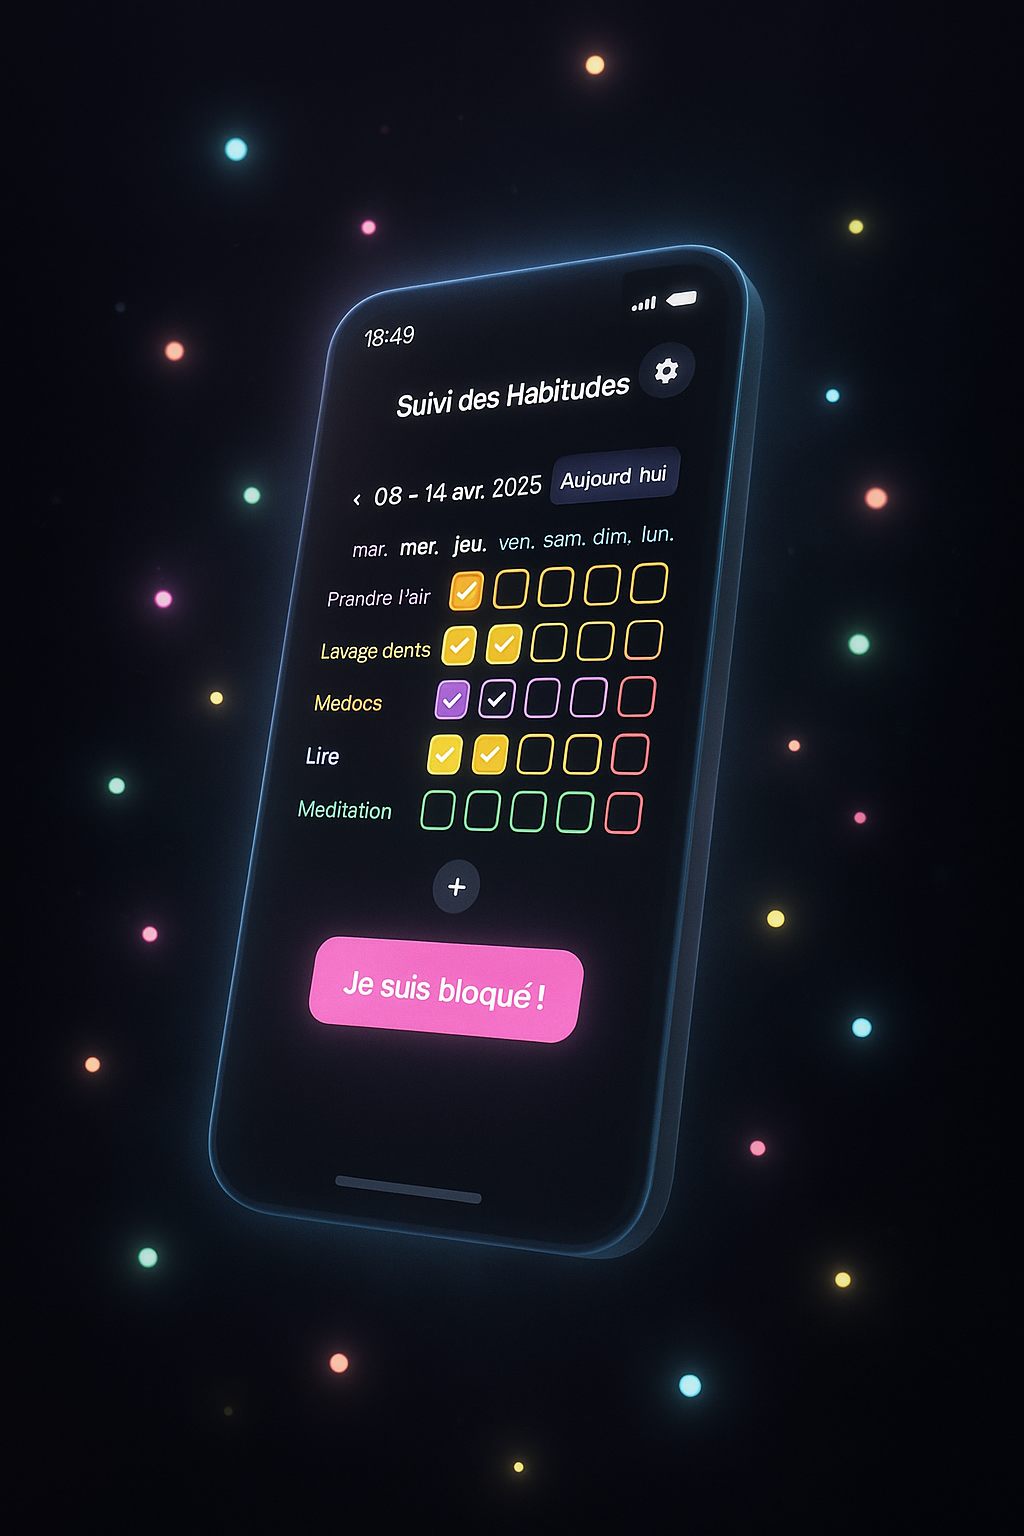 18:49
Suivi des Habitudes
‹ 08 – 14 avr. 2025 Aujourd hui
mar. mer. jeu. ven. sam. dim, lun.
Prandre l'air
Lavage dents
Medocs
Lire
Meditation
+
Je suis bloqué !